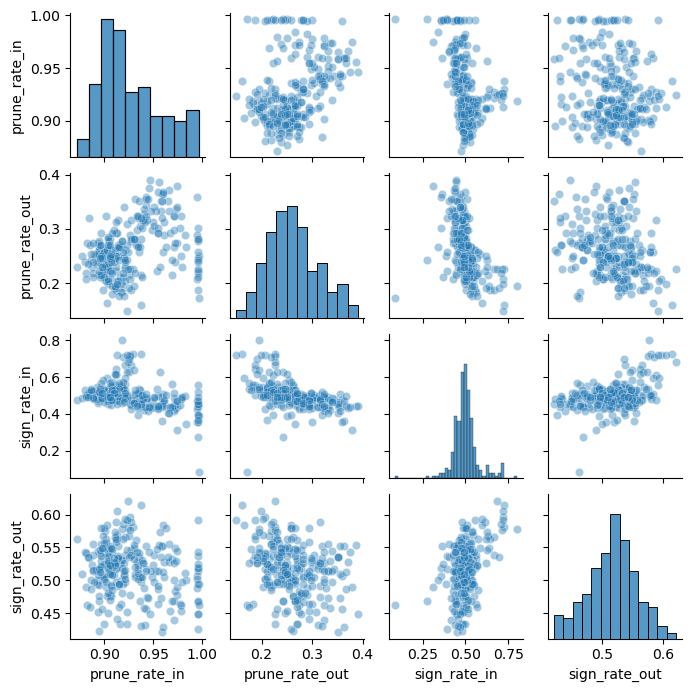 prune_rate_in
1.00
0.95
0.90
prune_rate_out
0.4
0.3
0.2
sign_rate_in
0.8
0.6
0.4
0.2
sign_rate_out
0.60
0.55
0.50
0.45
0.90 0.95 1.00 0.2 0.3 0.4 0.25 0.50 0.75 0.5 0.6
prune_rate_in prune_rate_out sign_rate_in sign_rate_out